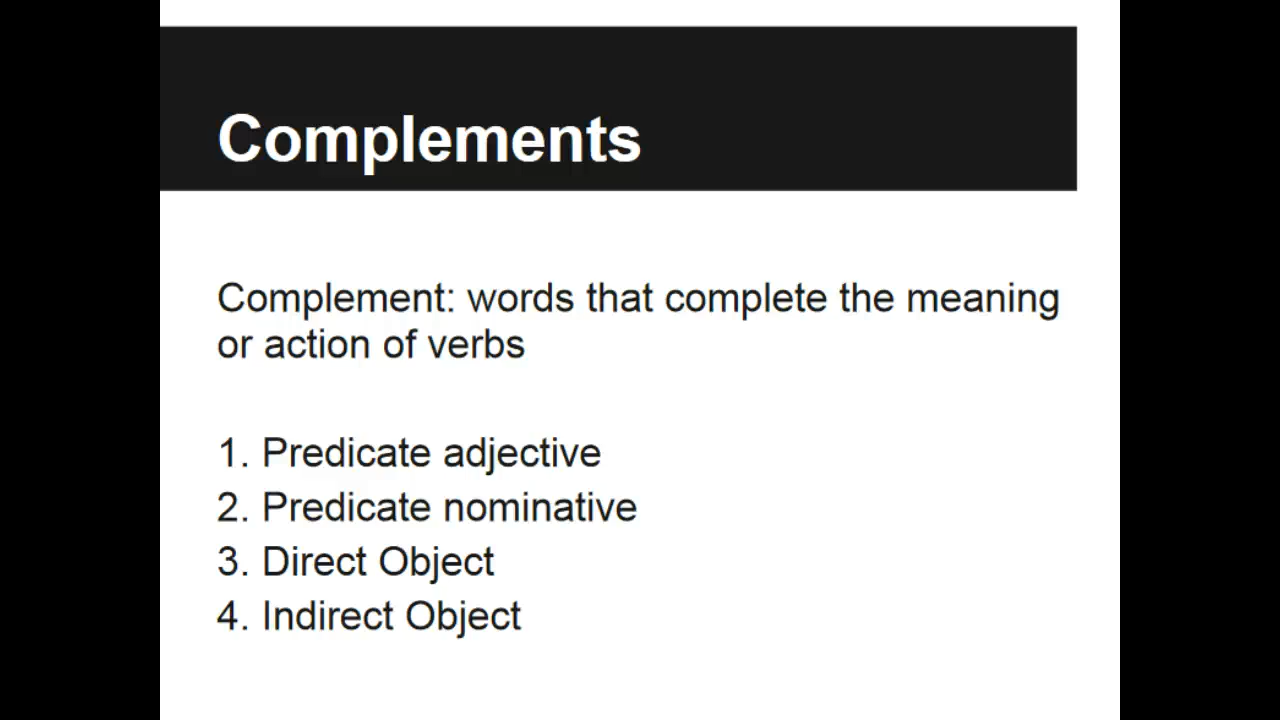 Complements
Complement: words that complete the meaning
or action of verbs
1. Predicate adjective
2. Predicate nominative
3. Direct Object
4. Indirect Object